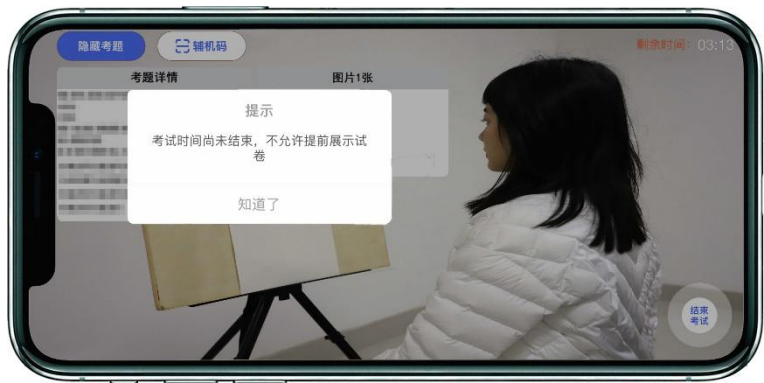 隐藏考题
辅机码
剩余时间: 03:13
考题详情
图片1张
提示
考试时间尚未结束，不允许提前展示试
卷
知道了
结束
考试